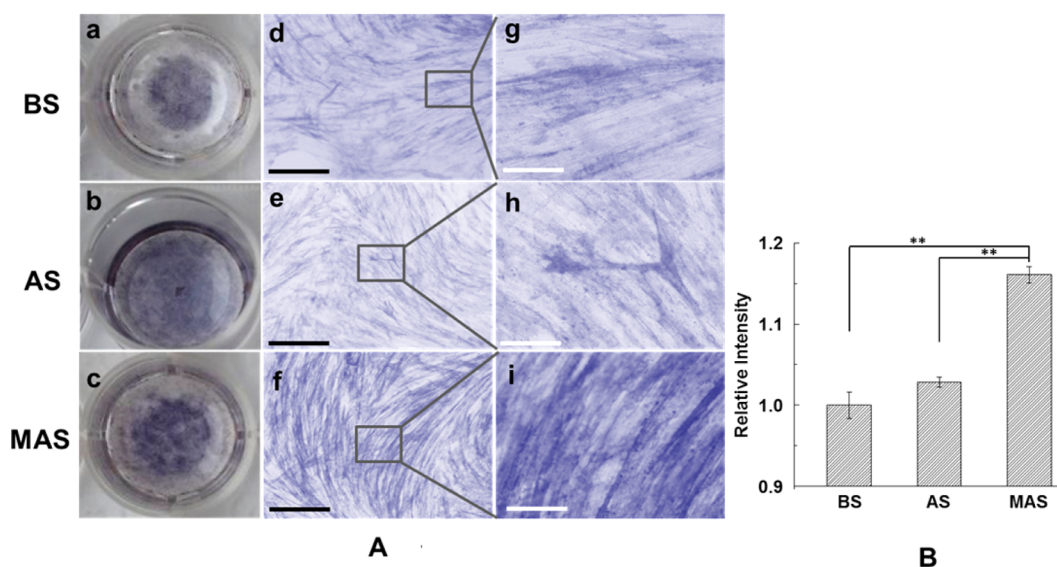 a
d
g
BS
b
e
h
AS
c
f
i
MAS
A
1.2
1.1
1.0
0.9
Relative Intensity
**
**
BS
AS
MAS
B